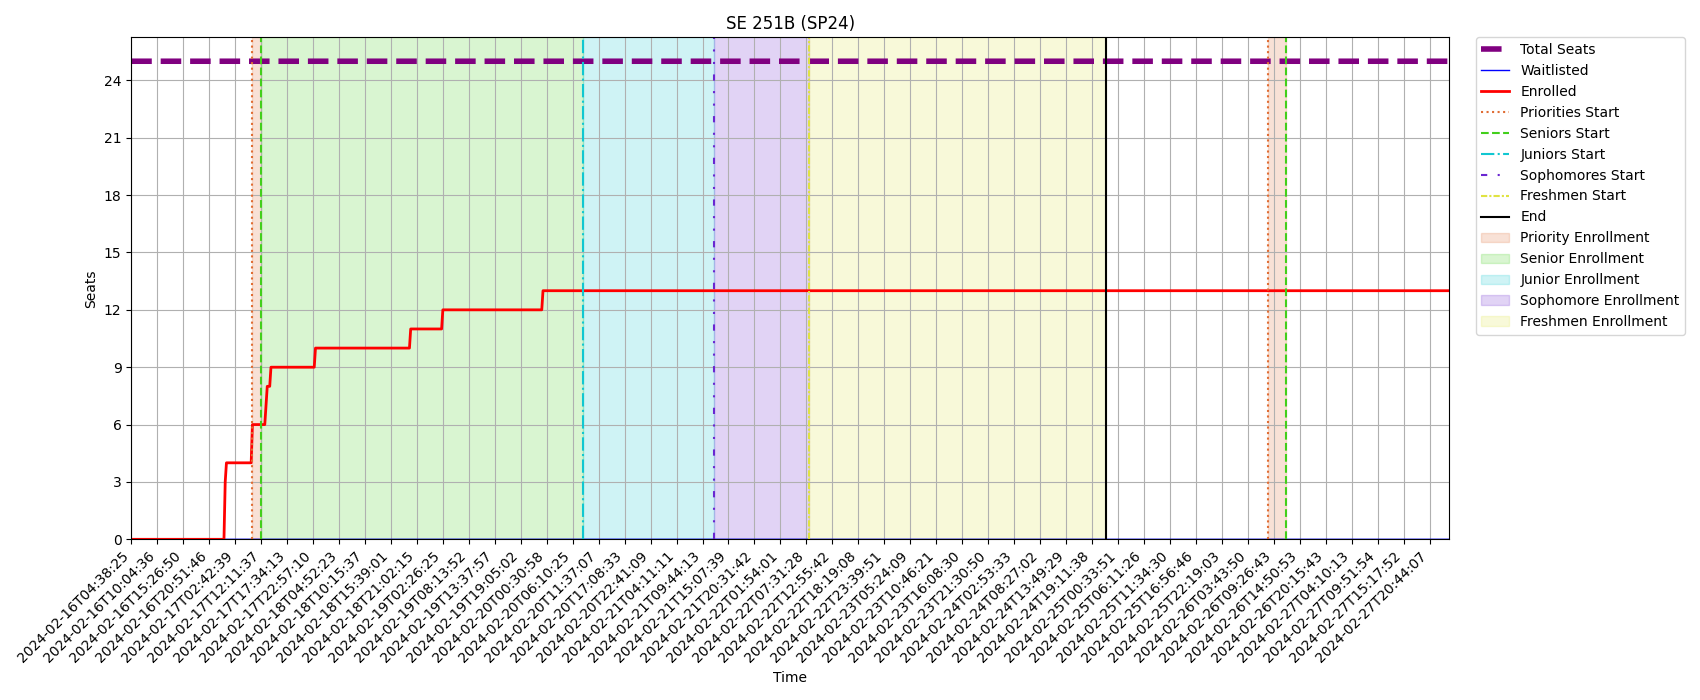 SE 251B (SP24)
Seats
24
21
18
15
12
9
6
3
0
2024-02-16T04:38:25
2024-02-16T10:04:36
2024-02-16T15:26:50
2024-02-16T20:51:46
2024-02-17T02:42:39
2024-02-17T12:11:37
2024-02-17T17:34:13
2024-02-17T22:57:10
2024-02-18T04:52:23
2024-02-18T10:15:37
2024-02-18T15:39:01
2024-02-18T21:02:15
2024-02-19T02:26:25
2024-02-19T08:13:52
2024-02-19T13:37:57
2024-02-19T19:05:02
2024-02-20T00:30:58
2024-02-20T06:10:25
2024-02-20T11:37:07
2024-02-20T17:08:33
2024-02-20T22:41:09
2024-02-21T04:11:11
2024-02-21T09:44:13
2024-02-21T15:07:39
2024-02-21T20:31:42
2024-02-22T01:54:01
2024-02-22T07:31:28
2024-02-22T12:55:42
2024-02-22T18:19:08
2024-02-22T23:39:51
2024-02-23T05:24:09
2024-02-23T10:46:21
2024-02-23T16:08:30
2024-02-23T21:30:50
2024-02-24T02:53:33
2024-02-24T08:27:02
2024-02-24T13:49:29
2024-02-24T19:11:38
2024-02-25T00:33:51
2024-02-25T06:11:26
2024-02-25T11:34:30
2024-02-25T16:56:46
2024-02-25T22:19:03
2024-02-26T03:43:50
2024-02-26T09:26:43
2024-02-26T14:50:53
2024-02-26T20:15:43
2024-02-27T04:10:13
2024-02-27T09:51:54
2024-02-27T15:17:52
2024-02-27T20:44:07
Time
Total Seats
Waitlisted
Enrolled
Priorities Start
Seniors Start
Juniors Start
Sophomores Start
Freshmen Start
End
Priority Enrollment
Senior Enrollment
Junior Enrollment
Sophomore Enrollment
Freshmen Enrollment